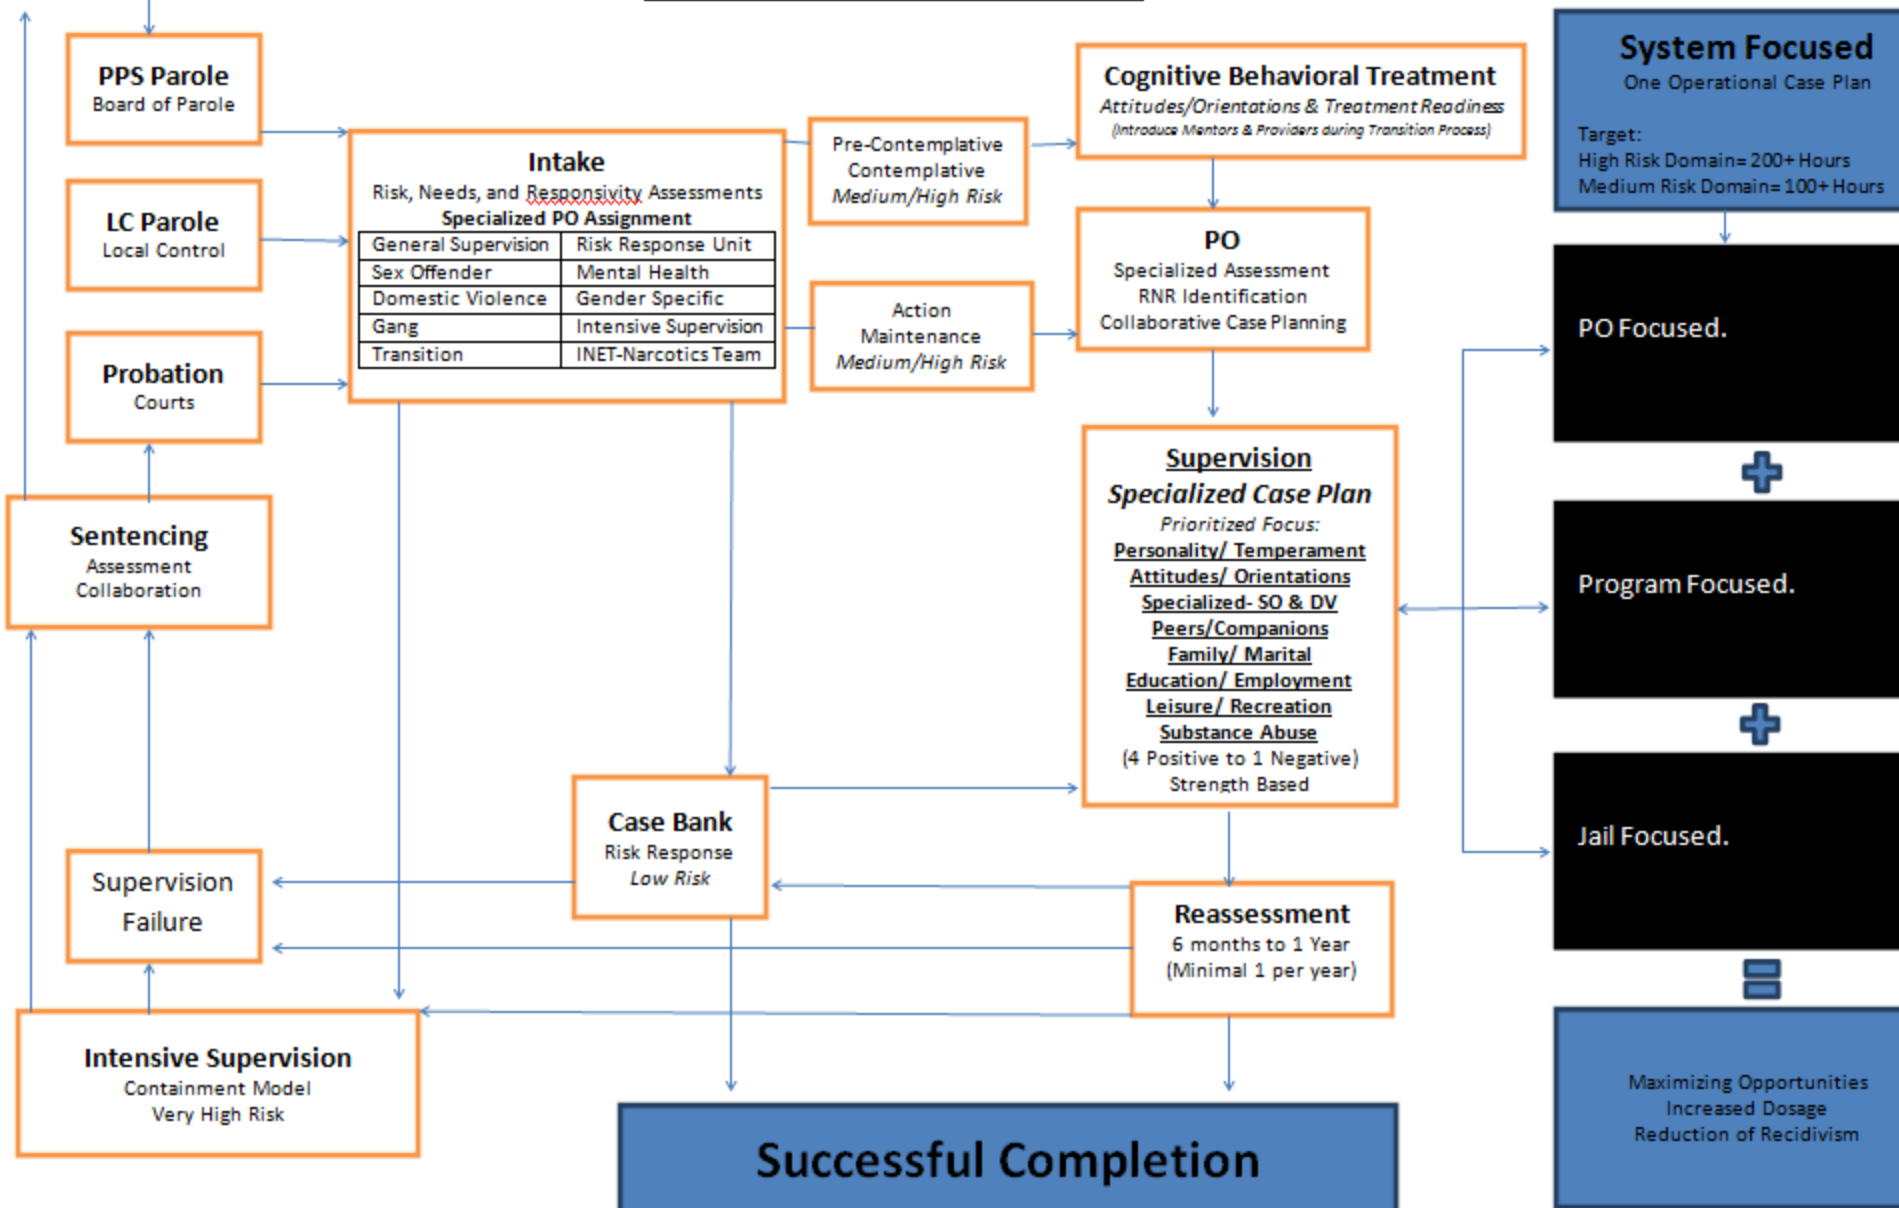 PPS Parole
Board of Parole
LC Parole
Local Control
Probation
Courts
Sentencing
Assessment
Collaboration
Supervision
Failure
Intensive Supervision
Containment Model
Very High Risk
Intake
Risk, Needs, and Responsivity Assessments
Specialized PO Assignment
General Supervision Risk Response Unit
Sex Offender Mental Health
Domestic Violence Gender Specific
Gang Intensive Supervision
Transition INET-Narcotics Team
Pre-Contemplative
Contemplative
Medium/High Risk
Action
Maintenance
Medium/High Risk
Case Bank
Risk Response
Low Risk
Cognitive Behavioral Treatment
Attitudes/Orientations & Treatment Readiness
(Introduce Mentors & Providers during Transition Process)
PO
Specialized Assessment
RNR Identification
Collaborative Case Planning
Supervision
Specialized Case Plan
Prioritized Focus:
Personality/ Temperament
Attitudes/ Orientations
Specialized- SO & DV
Peers/Companions
Family/ Marital
Education/ Employment
Leisure/ Recreation
Substance Abuse
(4 Positive to 1 Negative)
Strength Based
Reassessment
6 months to 1 Year
(Minimal 1 per year)
Successful Completion
System Focused
One Operational Case Plan
Target:
High Risk Domain= 200+ Hours
Medium Risk Domain= 100+ Hours
PO Focused.
Program Focused.
Jail Focused.
Maximizing Opportunities
Increased Dosage
Reduction of Recidivism